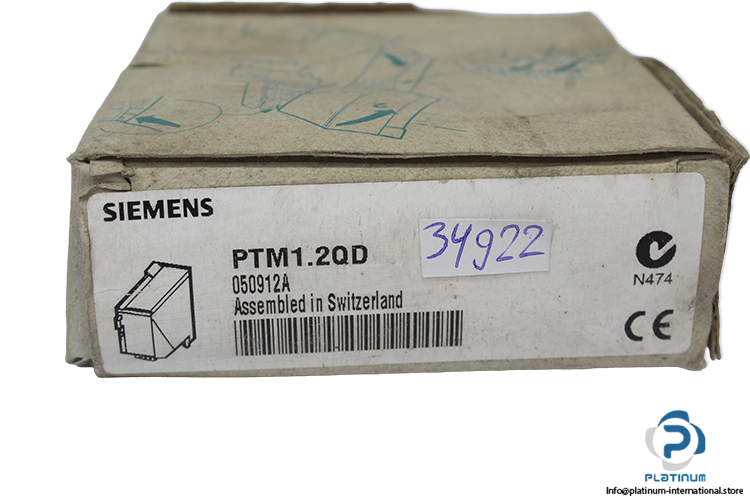 SIEMENS
PTM1.2QD
050912A
Assembled in Switzerland
34922
N474
CE
PLATINUM
Info@platinum-international.store